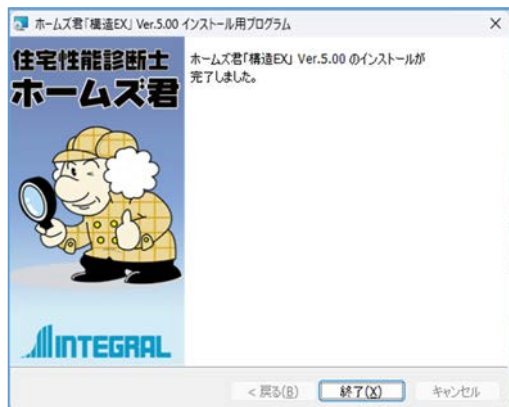 ホームズ君「構造EX」 Ver.5.00 インストール用プログラム
住宅性能診断士
ホームズ君
ホームズ君「構造EX」 Ver.5.00 のインストールが
完了しました。
INTEGRAL
< 戻る(B)
終了(X)
キャンセル